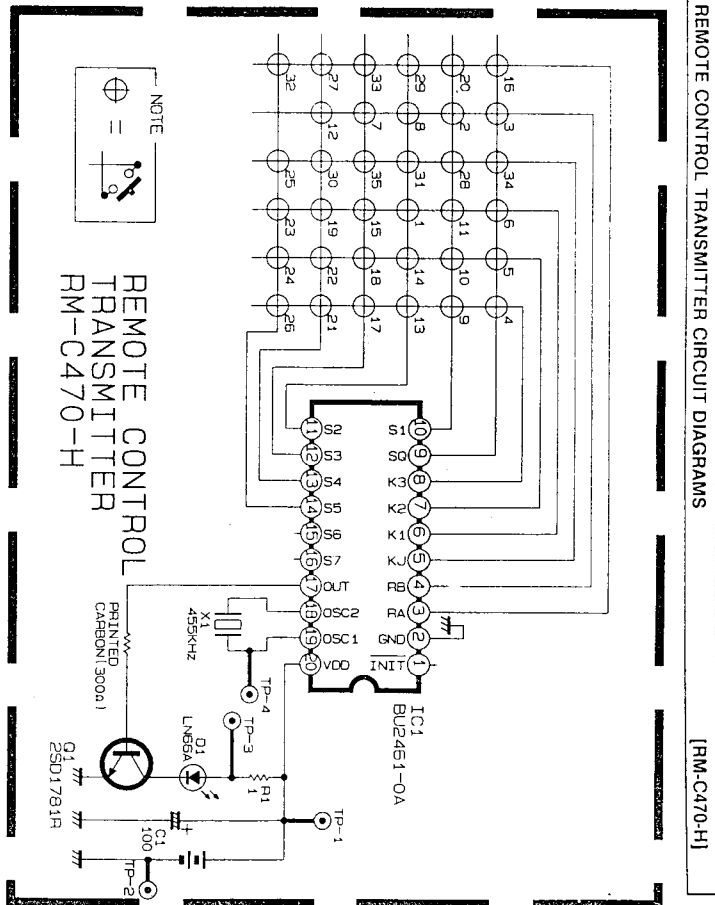 REMOTE CONTROL TRANSMITTER CIRCUIT DIAGRAMS
[RM-C470-H]
32
27
33
29
20
16
12
7
8
2
3
25
30
35
31
28
34
23
19
15
1
11
6
24
22
18
14
10
5
26
21
17
13
9
4
NOTE
=
REMOTE CONTROL
TRANSMITTER
RM-C470-H
11 S2
12 S3
13 S4
14 S5
15 S6
16 S7
17 OUT
18 OSC2
19 OSC1
20 VDD
S1 10
SQ 9
K3 8
K2 7
K1 6
KJ 5
RB 4
RA 3
GND 2
INIT 1
IC1
BU2461-0A
X1
455KHz
TP-4
TP-3
PRINTED
CARBON(300Ω)
D1
LN66A
R1
1
Q1
2SD1781R
C1
100
+
TP-1
TP-2